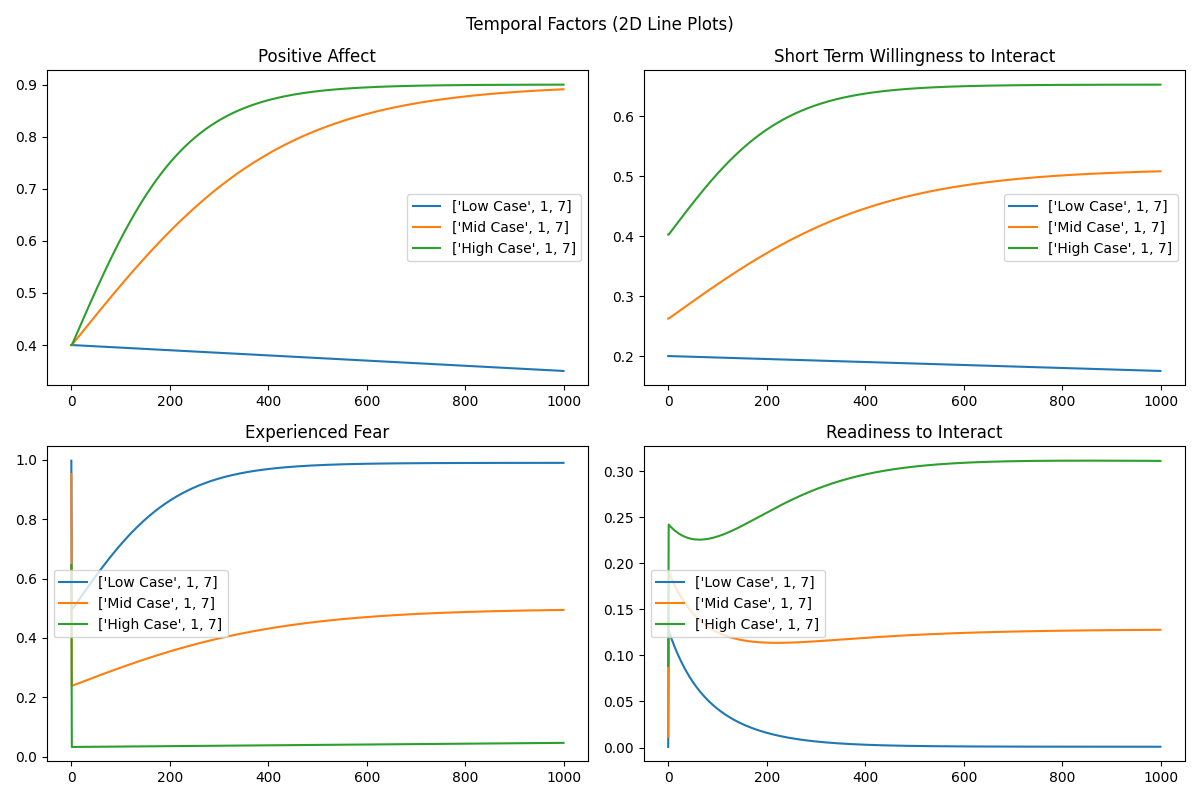 Temporal Factors (2D Line Plots)
Positive Affect
0.9
0.8
0.7
0.6
0.5
0.4
0 200 400 600 800 1000
['Low Case', 1, 7]
['Mid Case', 1, 7]
['High Case', 1, 7]
Short Term Willingness to Interact
0.6
0.5
0.4
0.3
0.2
0 200 400 600 800 1000
['Low Case', 1, 7]
['Mid Case', 1, 7]
['High Case', 1, 7]
Experienced Fear
1.0
0.8
0.6
0.4
0.2
0.0
0 200 400 600 800 1000
['Low Case', 1, 7]
['Mid Case', 1, 7]
['High Case', 1, 7]
Readiness to Interact
0.30
0.25
0.20
0.15
0.10
0.05
0.00
0 200 400 600 800 1000
['Low Case', 1, 7]
['Mid Case', 1, 7]
['High Case', 1, 7]